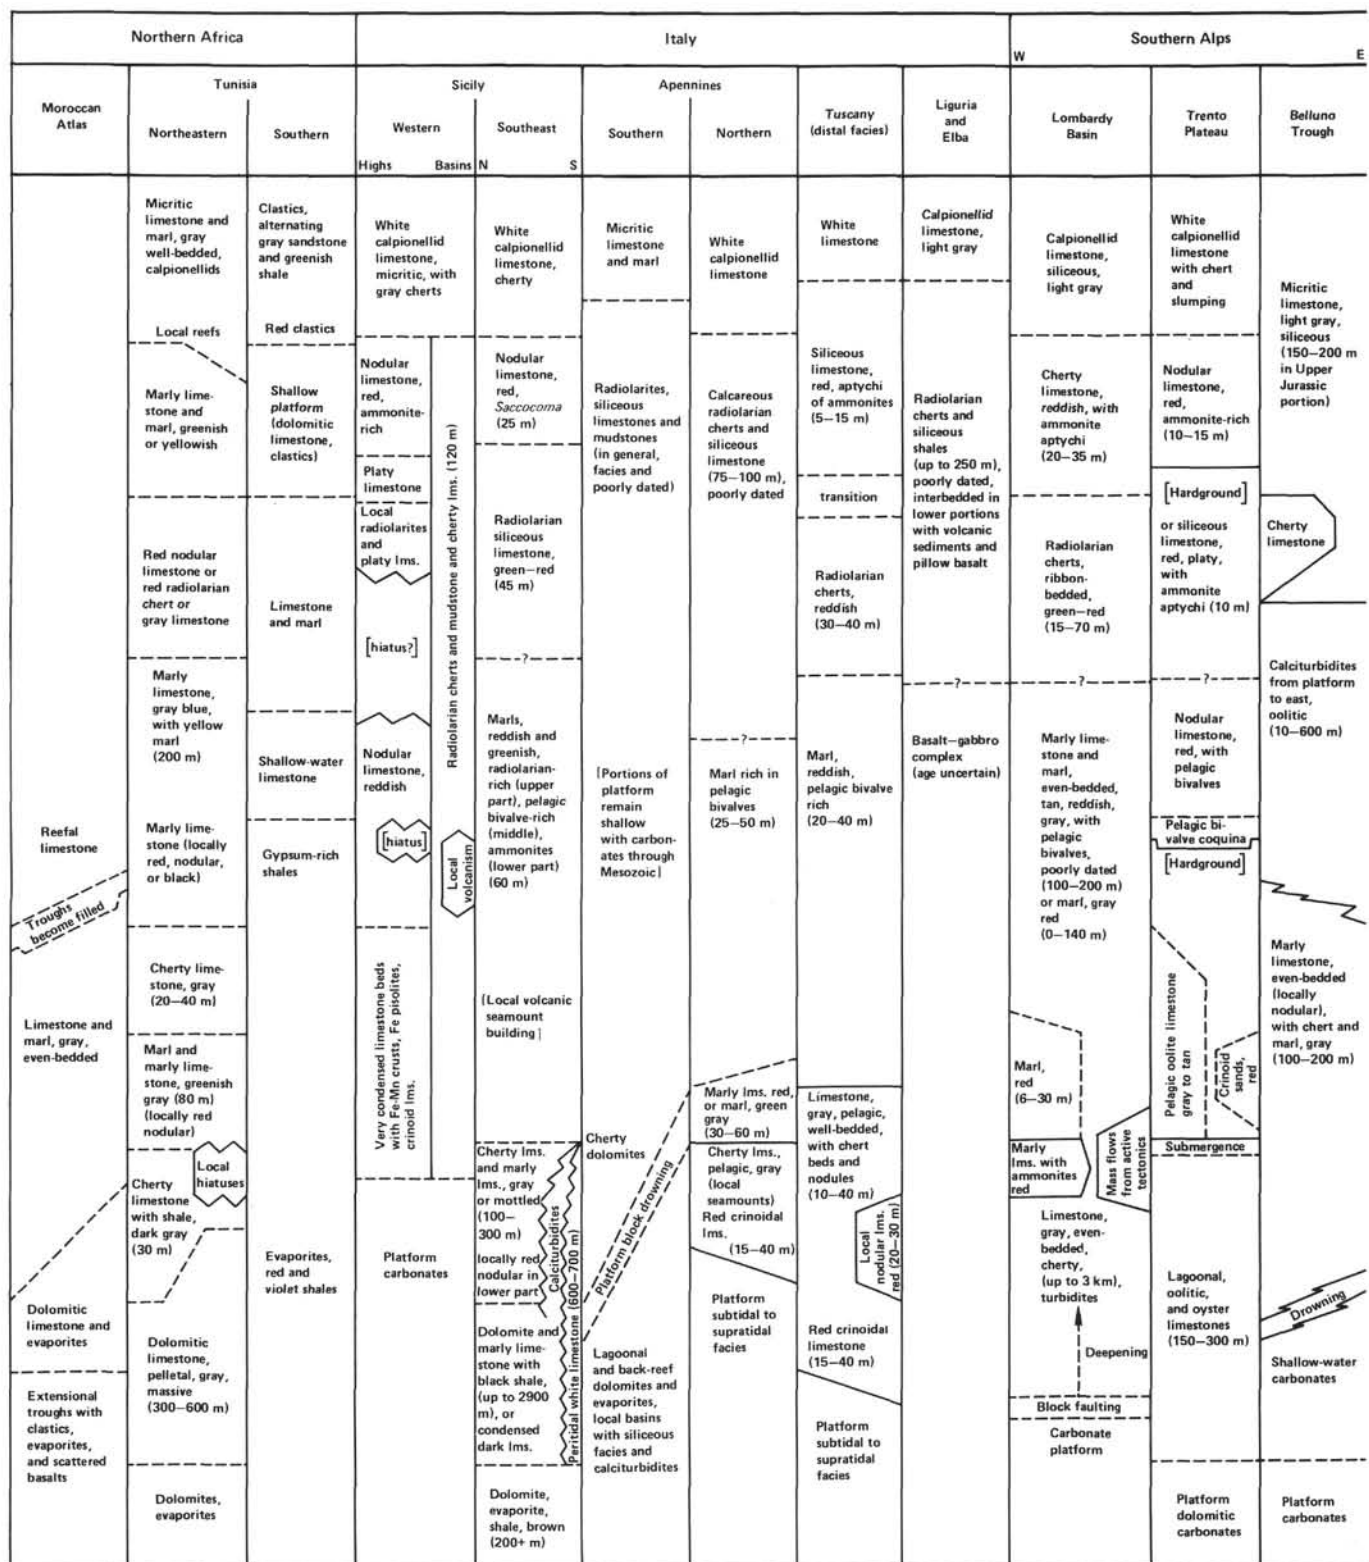 Northern Africa
Italy
Southern Alps
W
E
Moroccan
Atlas
Tunisia
Northeastern
Southern
Sicily
Western
Highs
Basins
Southeast
N
S
Apennines
Southern
Northern
Tuscany
(distal facies)
Liguria
and
Elba
Lombardy
Basin
Trento
Plateau
Belluno
Trough
Reefal
limestone
Troughs
become filled
Limestone and
marl, gray,
even-bedded
Dolomitic
limestone and
evaporites
Extensional
troughs with
clastics,
evaporites,
and scattered
basalts
Micritic
limestone and
marl, gray
well-bedded,
calpionellids
Local reefs
Marly lime-
stone and
marl, greenish
or yellowish
Red nodular
limestone or
red radiolarian
chert or
gray limestone
Marly
limestone,
gray blue,
with yellow
marl
(200 m)
Marly lime-
stone (locally
red, nodular,
or black)
Cherty lime-
stone, gray
(20—40 m)
Marl and
marly lime-
stone, greenish
gray (80 m)
(locally red
nodular)
Local
hiatuses
Cherty
limestone
with shale,
dark gray
(30 m)
Dolomitic
limestone,
pelletal, gray,
massive
(300—600 m)
Dolomites,
evaporites
Clastics,
alternating
gray sandstone
and greenish
shale
Red clastics
Shallow
platform
(dolomitic
limestone,
clastics)
Limestone
and marl
Shallow-water
limestone
Gypsum-rich
shales
Evaporites,
red and
violet shales
White
calpionellid
limestone,
micritic, with
gray cherts
Nodular
limestone,
red,
ammonite-
rich
Platy
limestone
Local
radiolarites
and
platy lms.
[hiatus?]
Nodular
limestone,
reddish
[hiatus]
Very condensed limestone beds
with Fe-Mn crusts, Fe pisolites,
crinoid lms.
Platform
carbonates
Radiolarian cherts and mudstone and cherty lms. (120 m)
Local
volcanism
White
calpionellid
limestone,
cherty
Nodular
limestone,
red,
Saccocoma
(25 m)
Radiolarian
siliceous
limestone,
green—red
(45 m)
?
Marls,
reddish and
greenish,
radiolarian-
rich (upper
part), pelagic
bivalve-rich
(middle),
ammonites
(lower part)
(60 m)
[Local volcanic
seamount
building]
Cherty lms.
and marly
lms., gray
or mottled
(100—
300 m)
locally red
nodular in
lower part
Calciturbidites
Dolomite and
marly lime-
stone with
black shale,
(up to 2900
m), or
condensed
dark lms.
Peritidal white limestone (600—700 m)
Dolomite,
evaporite,
shale, brown
(200+ m)
Micritic
limestone
and marl
Radiolarites,
siliceous
limestones and
mudstones
(in general,
facies and
poorly dated)
[Portions of
platform
remain
shallow
with carbon-
ates through
Mesozoic]
Cherty
dolomites
Platform block drowning
Lagoonal
and back-reef
dolomites and
evaporites,
local basins
with siliceous
facies and
calciturbidites
White
calpionellid
limestone
Calcareous
radiolarian
cherts and
siliceous
limestone
(75—100 m),
poorly dated
?
Marl rich in
pelagic
bivalves
(25—50 m)
Marly lms. red,
or marl, green
gray
(30—60 m)
Cherty lms.,
pelagic, gray
(local
seamounts)
Red crinoidal
lms.
(15—40 m)
Platform
subtidal to
supratidal
facies
White
limestone
Siliceous
limestone,
red, aptychi
of ammonites
(5—15 m)
transition
Radiolarian
cherts,
reddish
(30—40 m)
Marl,
reddish,
pelagic bivalve
rich
(20—40 m)
Limestone,
gray, pelagic,
well-bedded,
with chert
beds and
nodules
(10—40 m)
Local
nodular lms.
red (20—30 m)
Red crinoidal
limestone
(15—40 m)
Platform
subtidal to
supratidal
facies
Calpionellid
limestone,
light gray
Radiolarian
cherts and
siliceous
shales
(up to 250 m),
poorly dated,
interbedded in
lower portions
with volcanic
sediments and
pillow basalt
?
Basalt—gabbro
complex
(age uncertain)
Calpionellid
limestone,
siliceous,
light gray
Cherty
limestone,
reddish, with
ammonite
aptychi
(20—35 m)
Radiolarian
cherts,
ribbon-
bedded,
green—red
(15—70 m)
?
Marly lime-
stone and
marl,
even-bedded,
tan, reddish,
gray, with
pelagic
bivalves,
poorly dated
(100—200 m)
or marl, gray
red
(0—140 m)
Marl,
red
(6—30 m)
Marly
lms. with
ammonites
red
Mass flows
from active
tectonics
Limestone,
gray, even-
bedded,
cherty,
(up to 3 km),
turbidites
Deepening
Block faulting
Carbonate
platform
White
calpionellid
limestone
with chert
and
slumping
Nodular
limestone,
red,
ammonite-rich
(10—15 m)
[Hardground]
or siliceous
limestone,
red, platy,
with
ammonite
aptychi (10 m)
?
Nodular
limestone,
red, with
pelagic
bivalves
Pelagic bi-
valve coquina
[Hardground]
Pelagic oolite limestone
gray to tan
Crinoid
sands,
red
Submergence
Lagoonal,
oolitic,
and oyster
limestones
(150—300 m)
Platform
dolomitic
carbonates
Micritic
limestone,
light gray,
siliceous
(150—200 m
in Upper
Jurassic
portion)
Cherty
limestone
Calciturbidites
from platform
to east,
oolitic
(10—600 m)
Marly
limestone,
even-bedded
(locally
nodular),
with chert and
marl, gray
(100—200 m)
Drowning
Shallow-water
carbonates
Platform
carbonates